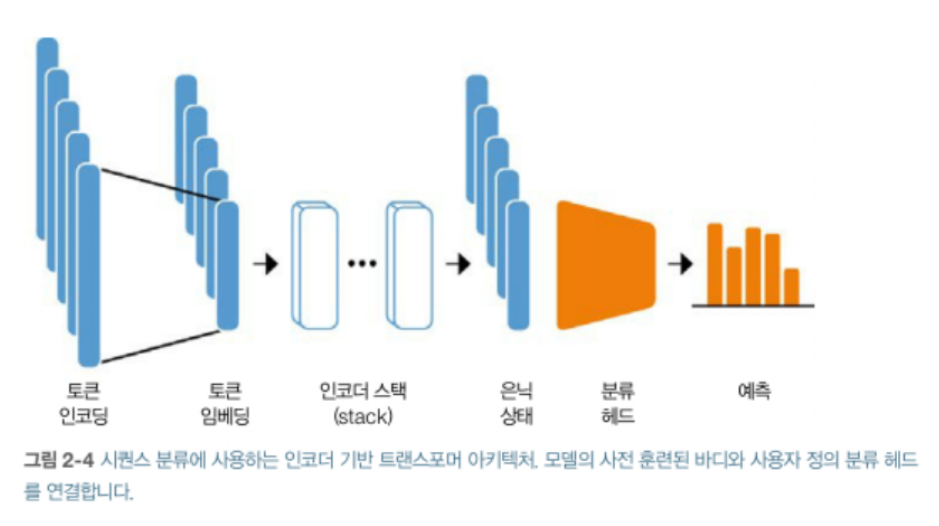 토큰 인코딩
토큰 임베딩
인코더 스택 (stack)
은닉 상태
분류 헤드
예측
그림 2-4 시퀀스 분류에 사용하는 인코더 기반 트랜스포머 아키텍처. 모델의 사전 훈련된 바디와 사용자 정의 분류 헤드
를 연결합니다.